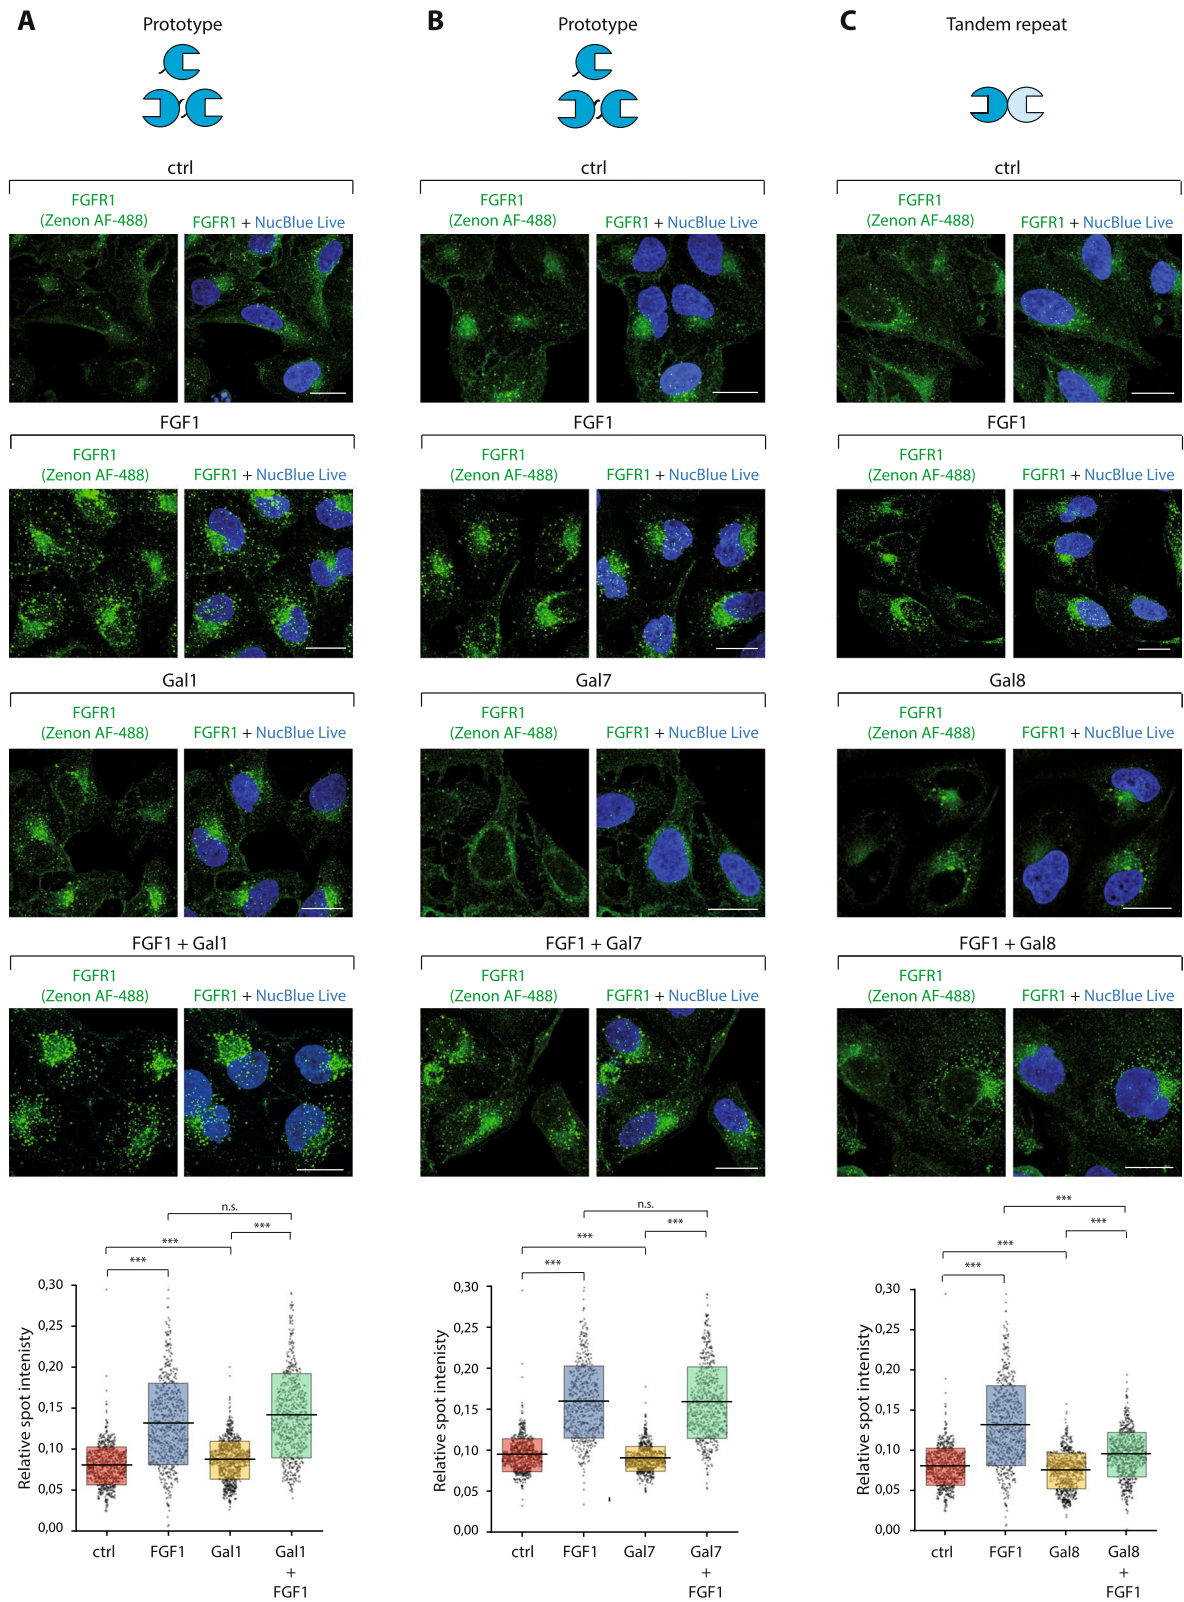 A
Prototype
ctrl
FGFR1
(Zenon AF-488)
FGFR1 + NucBlue Live
FGF1
FGFR1
(Zenon AF-488)
FGFR1 + NucBlue Live
Gal1
FGFR1
(Zenon AF-488)
FGFR1 + NucBlue Live
FGF1 + Gal1
FGFR1
(Zenon AF-488)
FGFR1 + NucBlue Live
n.s.
***
***
***
Relative spot intenisty
0,30
0,25
0,20
0,15
0,10
0,05
0,00
ctrl
FGF1
Gal1
Gal1
+
FGF1
B
Prototype
ctrl
FGFR1
(Zenon AF-488)
FGFR1 + NucBlue Live
FGF1
FGFR1
(Zenon AF-488)
FGFR1 + NucBlue Live
Gal7
FGFR1
(Zenon AF-488)
FGFR1 + NucBlue Live
FGF1 + Gal7
FGFR1
(Zenon AF-488)
FGFR1 + NucBlue Live
n.s.
***
***
***
Relative spot intenisty
0,30
0,25
0,20
0,15
0,10
0,05
0,00
ctrl
FGF1
Gal7
Gal7
+
FGF1
C
Tandem repeat
ctrl
FGFR1
(Zenon AF-488)
FGFR1 + NucBlue Live
FGF1
FGFR1
(Zenon AF-488)
FGFR1 + NucBlue Live
Gal8
FGFR1
(Zenon AF-488)
FGFR1 + NucBlue Live
FGF1 + Gal8
FGFR1
(Zenon AF-488)
FGFR1 + NucBlue Live
***
***
***
***
Relative spot intenisty
0,30
0,25
0,20
0,15
0,10
0,05
0,00
ctrl
FGF1
Gal8
Gal8
+
FGF1